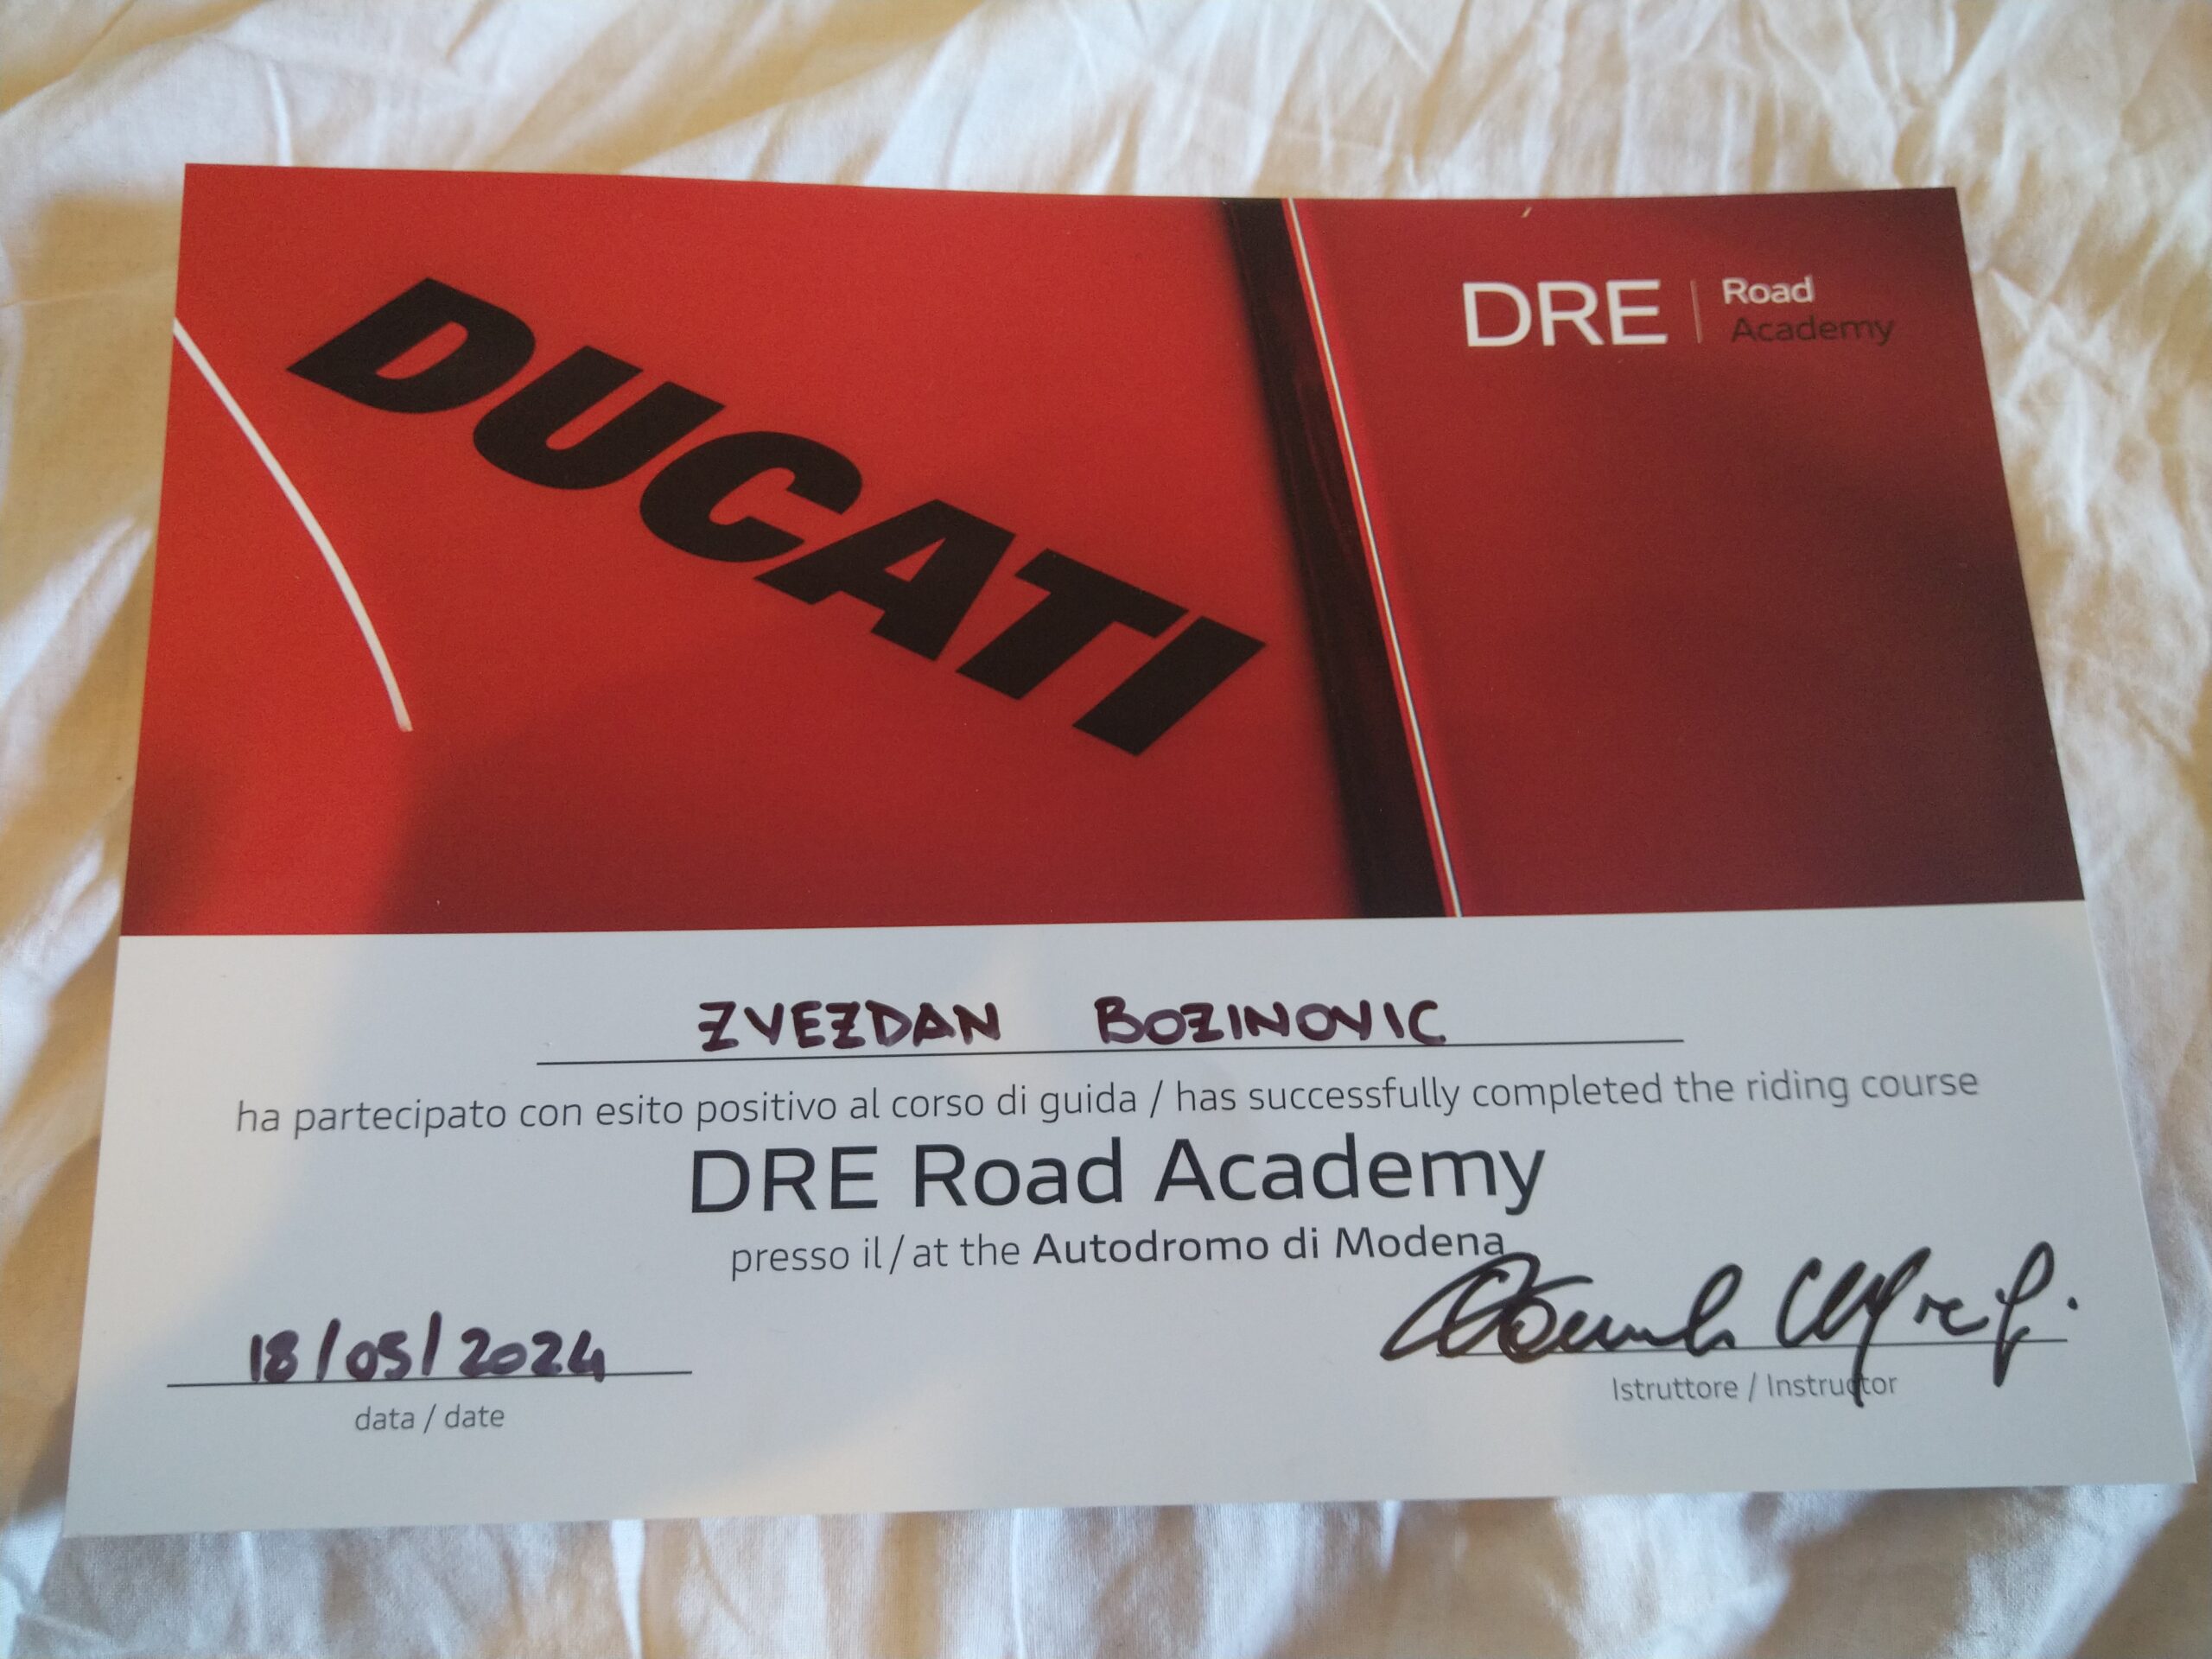 DUCATI
DRE | Road
Academy
ZVEZDAN BOZINOVIC
ha partecipato con esito positivo al corso di guida / has successfully completed the riding course
DRE Road Academy
presso il / at the Autodromo di Modena
18/05/2024
data / date
Istruttore / Instructor